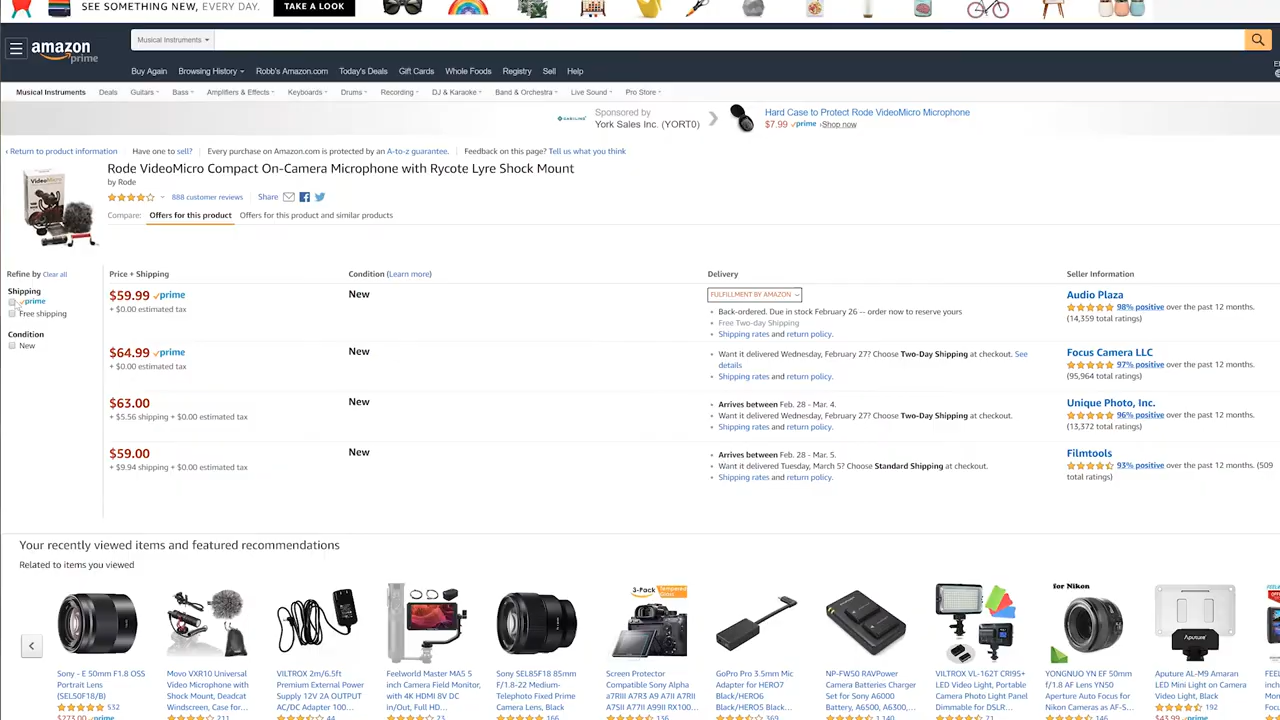 SEE SOMETHING NEW, EVERY DAY. TAKE A LOOK
amazon
prime
Musical Instruments
Buy Again Browsing History Robb's Amazon.com Today's Deals Gift Cards Whole Foods Registry Sell Help
Musical Instruments Deals Guitars Bass Amplifiers & Effects Keyboards Drums Recording DJ & Karaoke Band & Orchestra Live Sound Pro Store
Sponsored by
York Sales Inc. (YORT0)
Hard Case to Protect Rode VideoMicro Microphone
$7.99 prime ›Shop now
‹ Return to product information Have one to sell? Every purchase on Amazon.com is protected by an A-to-z guarantee. Feedback on this page? Tell us what you think
Rode VideoMicro Compact On-Camera Microphone with Rycote Lyre Shock Mount
by Rode
888 customer reviews Share
Compare: Offers for this product Offers for this product and similar products
Refine by Clear all
Shipping
prime
Free shipping
Condition
New
Price + Shipping Condition (Learn more) Delivery Seller Information
$59.99 prime
+ $0.00 estimated tax
New
FULFILLMENT BY AMAZON
Back-ordered. Due in stock February 26 -- order now to reserve yours
Free Two-day Shipping
Shipping rates and return policy.
Audio Plaza
98% positive over the past 12 months.
(14,359 total ratings)
$64.99 prime
+ $0.00 estimated tax
New
Want it delivered Wednesday, February 27? Choose Two-Day Shipping at checkout. See
details
Shipping rates and return policy.
Focus Camera LLC
97% positive over the past 12 months.
(95,964 total ratings)
$63.00
+ $5.56 shipping + $0.00 estimated tax
New
Arrives between Feb. 28 - Mar. 4.
Want it delivered Wednesday, February 27? Choose Two-Day Shipping at checkout.
Shipping rates and return policy.
Unique Photo, Inc.
96% positive over the past 12 months.
(13,372 total ratings)
$59.00
+ $9.94 shipping + $0.00 estimated tax
New
Arrives between Feb. 28 - Mar. 5.
Want it delivered Tuesday, March 5? Choose Standard Shipping at checkout.
Shipping rates and return policy.
Filmtools
93% positive over the past 12 months. (509
total ratings)
Your recently viewed items and featured recommendations
Related to items you viewed
3-Pack
for Nikon
Aputure
Sony - E 50mm F1.8 OSS
Portrait Lens
(SEL50F18/B)
532
$273.00 prime
Movo VXR10 Universal
Video Microphone with
Shock Mount, Deadcat
Windscreen, Case for...
211
VILTROX 2m/6.5ft
Premium External Power
Supply 12V 2A OUTPUT
AC/DC Adapter 100...
44
Feelworld Master MA5 5
inch Camera Field Monitor,
with 4K HDMI 8V DC
in/Out, Full HD...
23
Sony SEL85F18 85mm
F/1.8-22 Medium-
Telephoto Fixed Prime
Camera Lens, Black
166
Screen Protector
Compatible Sony Alpha
a7RIII A7R3 A9 A7II A7III
A7SII A77II A99II RX100...
136
GoPro Pro 3.5mm Mic
Adapter for HERO7
Black/HERO6
Black/HERO5...
369
NP-FW50 RAVPower
Camera Batteries Charger
Set for Sony A6000
Battery, A6500, A6300,...
1,140
VILTROX VL-162T CRI95+
LED Video Light, Portable
Camera Photo Light Panel
Dimmable for DSLR...
71
YONGNUO YN EF 50mm
f/1.8 AF Lens YN50
Aperture Auto Focus for
Nikon Cameras as AF-S...
146
Aputure AL-M9 Amaran
LED Mini Light on Camera
Video Light, Black
192
$43.99 prime